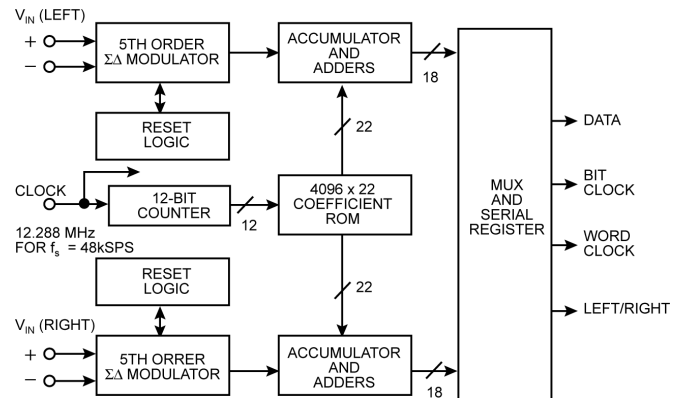 V_IN (LEFT)
+
−
5TH ORDER
ΣΔ MODULATOR
ACCUMULATOR
AND
ADDERS
18
RESET
LOGIC
22
CLOCK
12-BIT
COUNTER
12
4096 x 22
COEFFICIENT
ROM
12.288 MHz
FOR f_s = 48kSPS
MUX
AND
SERIAL
REGISTER
DATA
BIT
CLOCK
WORD
CLOCK
LEFT/RIGHT
RESET
LOGIC
22
V_IN (RIGHT)
+
−
5TH ORRER
ΣΔ MODULATOR
ACCUMULATOR
AND
ADDERS
18